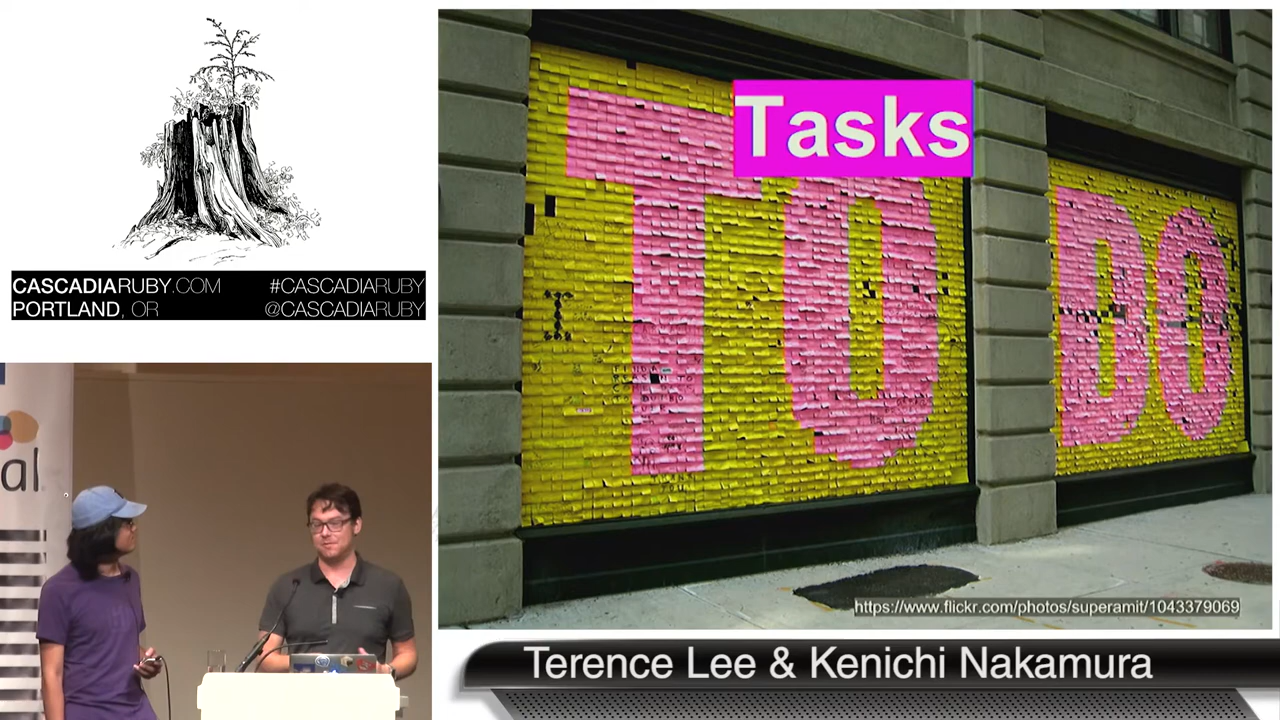 CASCADIARUBY.COM #CASCADIARUBY
PORTLAND, OR @CASCADIARUBY
al
Tasks
TO DO
https://www.flickr.com/photos/superamit/1043379069
Terence Lee & Kenichi Nakamura